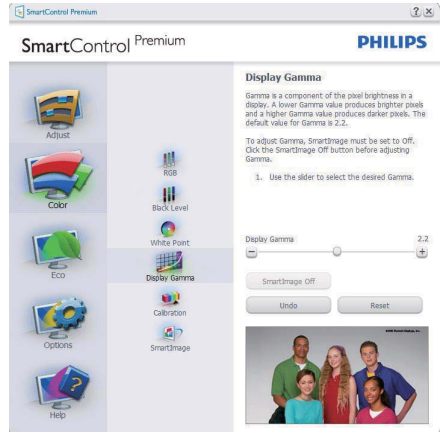 SmartControl Premium
SmartControl Premium
PHILIPS
Adjust
Color
Eco
Options
Help
RGB
Black Level
White Point
Display Gamma
Calibration
SmartImage
Display Gamma
Gamma is a component of the pixel brightness in a
display. A lower Gamma value produces brighter pixels
and a higher Gamma value produces darker pixels. The
default value for Gamma is 2.2.
To adjust Gamma, SmartImage must be set to Off.
Click the SmartImage Off button before adjusting
Gamma.
1. Use the slider to select the desired Gamma.
Display Gamma 2.2
SmartImage Off
Undo Reset